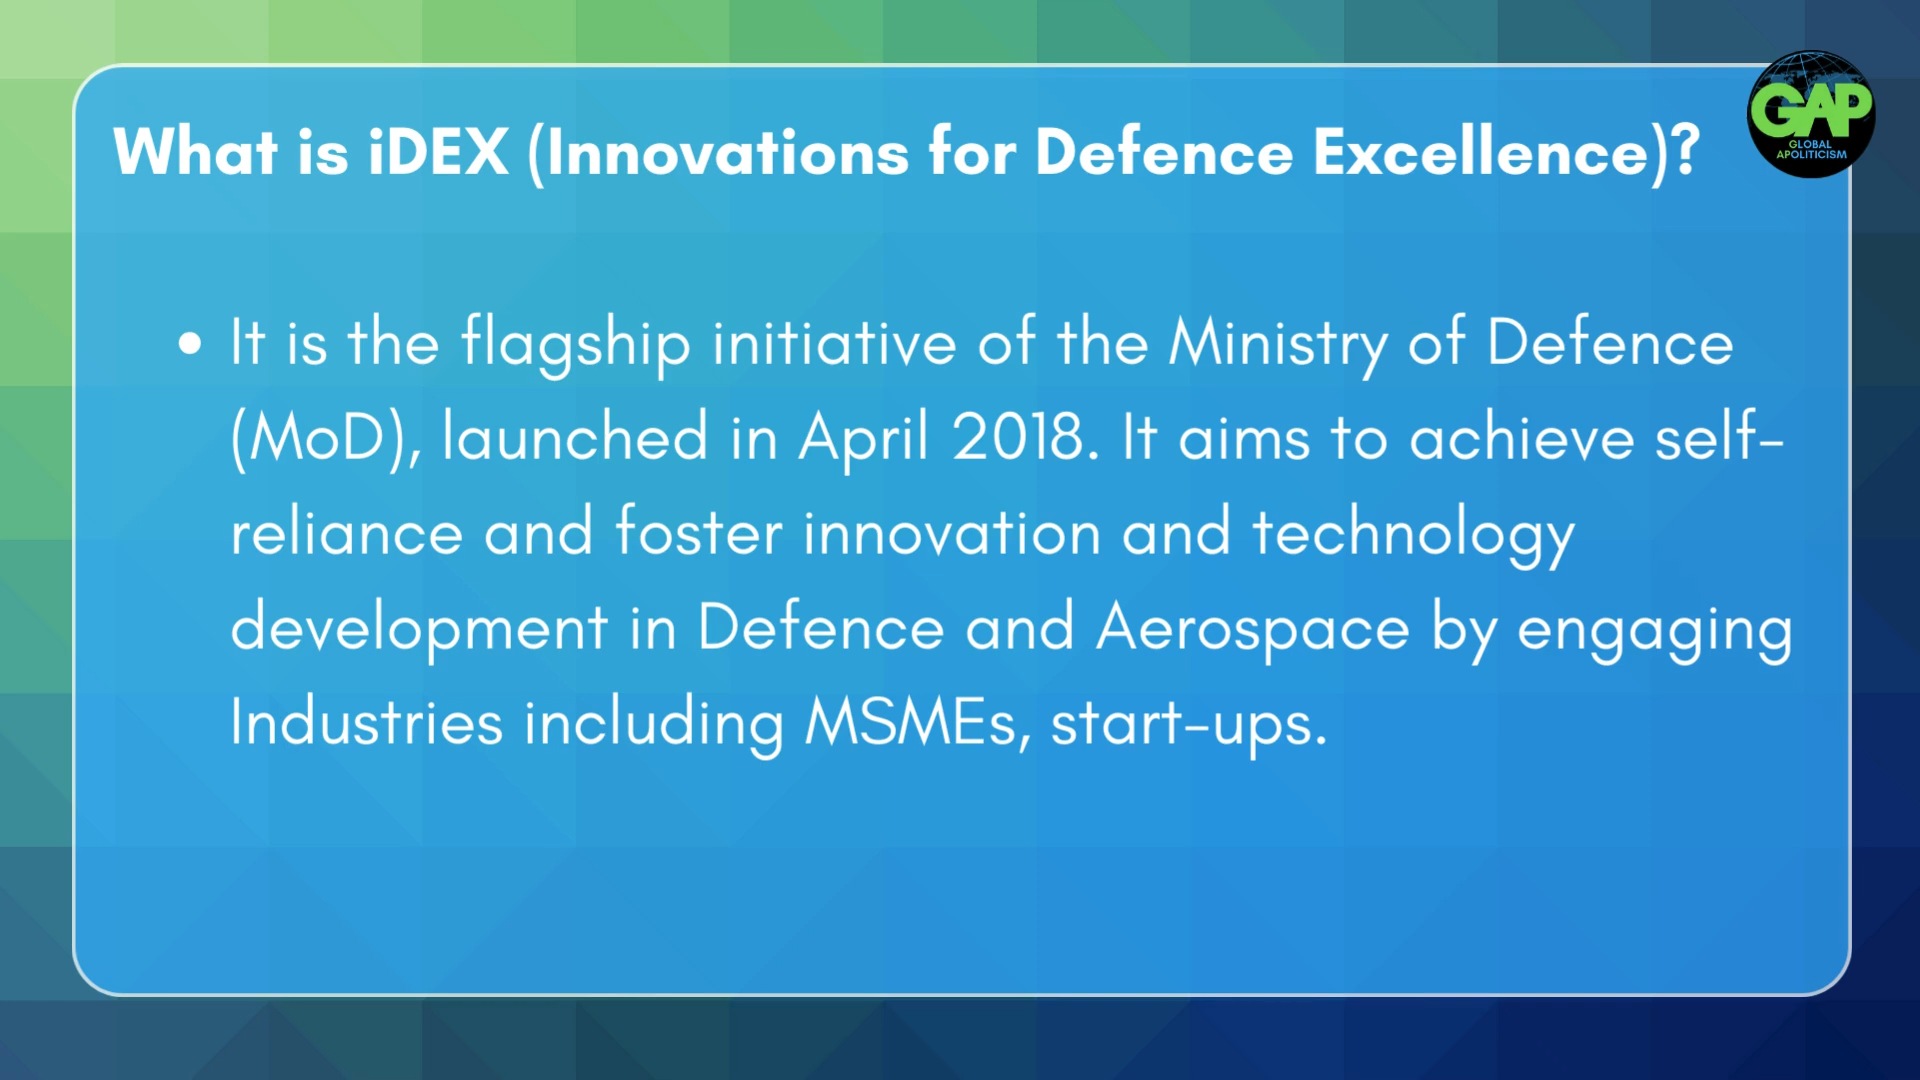 What is iDEX (Innovations for Defence Excellence)?
GAP
GLOBAL
APOLITICISM
It is the flagship initiative of the Ministry of Defence
(MoD), launched in April 2018. It aims to achieve self-
reliance and foster innovation and technology
development in Defence and Aerospace by engaging
Industries including MSMEs, start-ups.